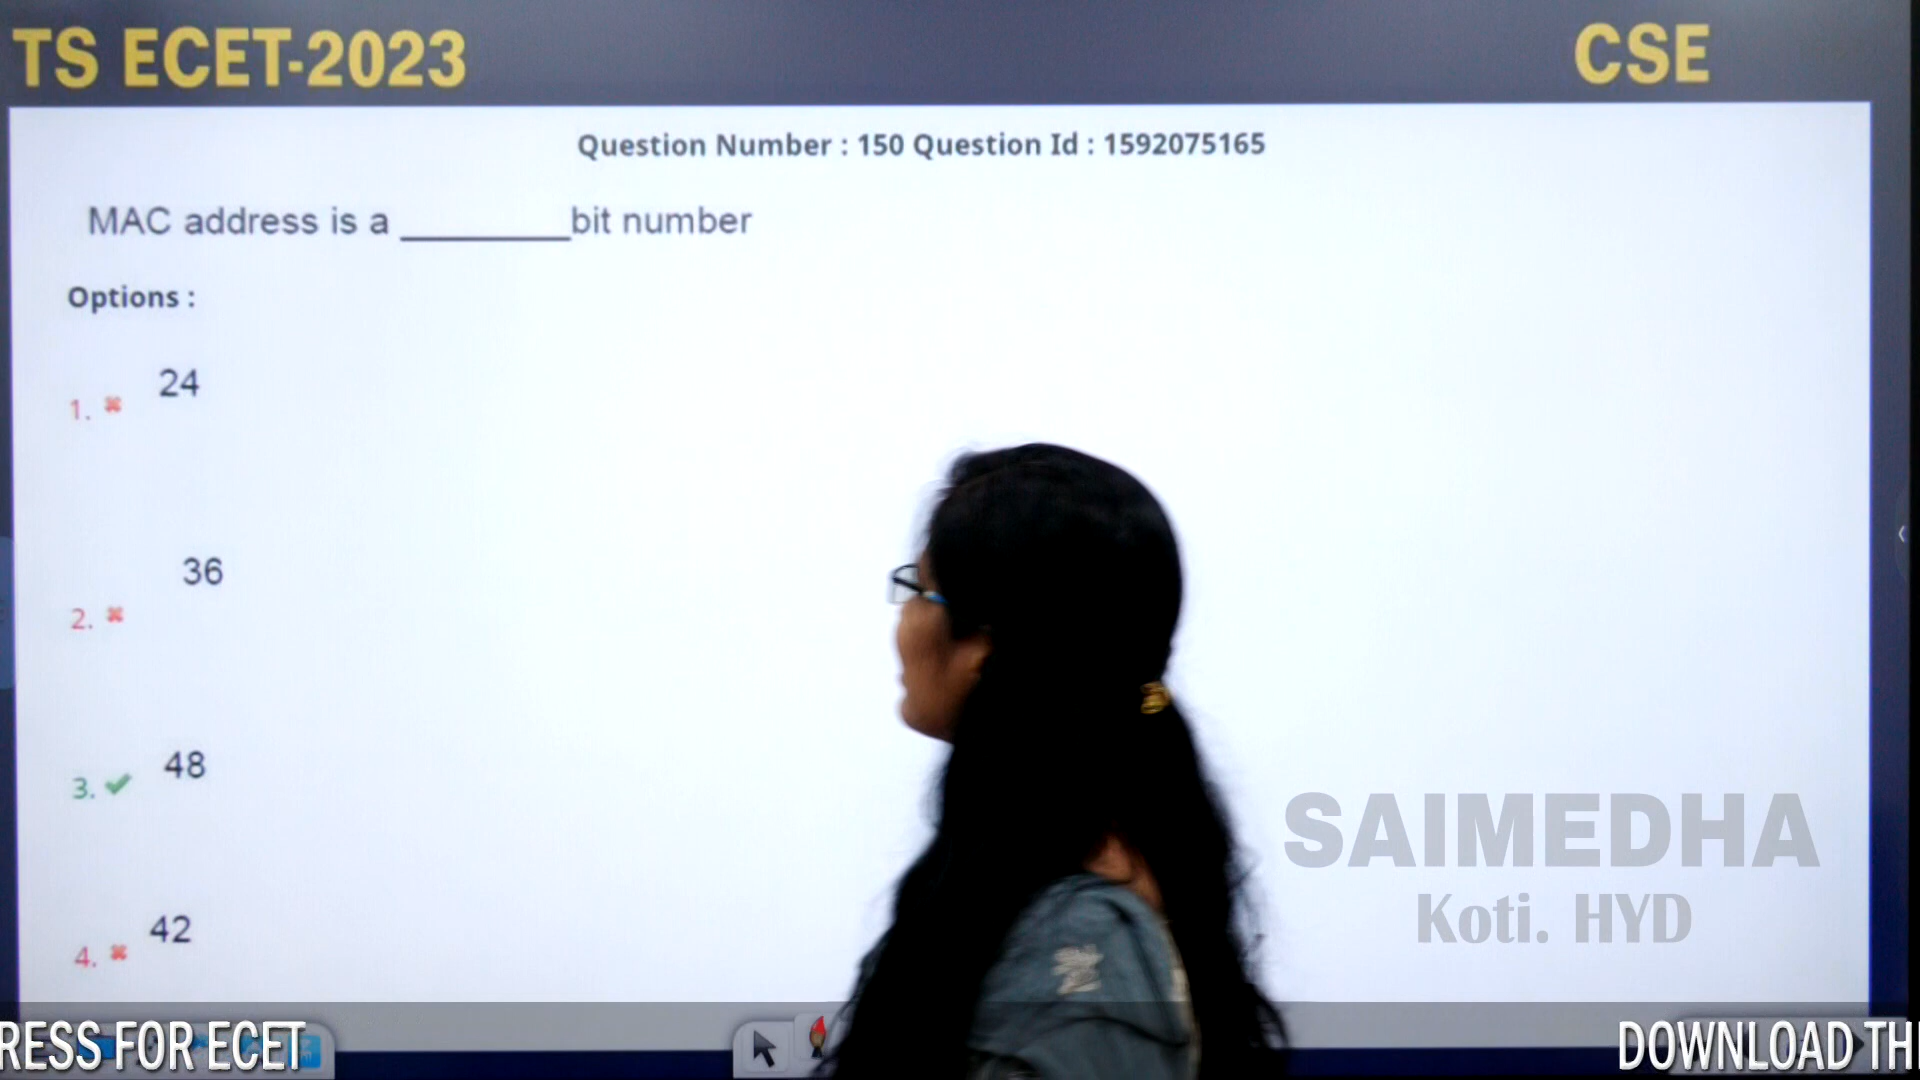 TS ECET-2023
CSE
Question Number : 150 Question Id : 1592075165
MAC address is a _________bit number
Options :
1. ✖ 24
2. ✖ 36
3. ✔ 48
4. ✖ 42
SAIMEDHA
Koti. HYD
RESS FOR ECET
DOWNLOAD TH